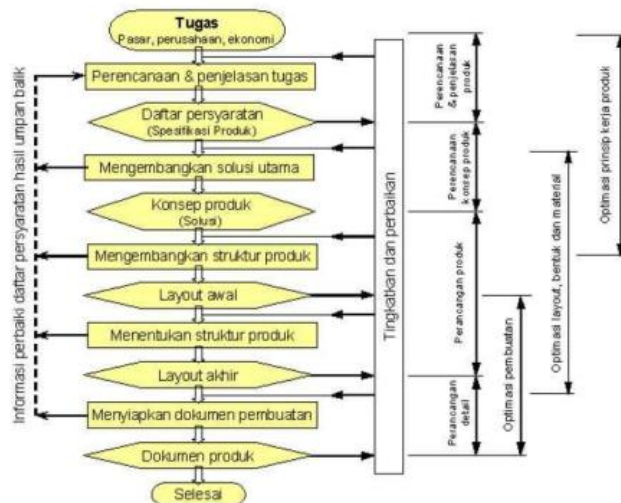 Tugas
Pasar, perusahaan, ekonomi
Perencanaan & penjelasan tugas
Daftar persyaratan
(Spesifikasi Produk)
Mengembangkan solusi utama
Konsep produk
(Solusi)
Mengembangkan struktur produk
Layout awal
Menentukan struktur produk
Layout akhir
Menyiapkan dokumen pembuatan
Dokumen produk
Selesai
Informasi perbaiki daftar persyaratan hasil umpan balik
Tingkatkan dan perbaikan
Perencanaan
& penjelasan
produk
Perencanaan
konsep produk
Perancangan produk
Perancangan
detail
Optimasi pembuatan
Optimasi layout, bentuk dan material
Optimasi prinsip kerja produk